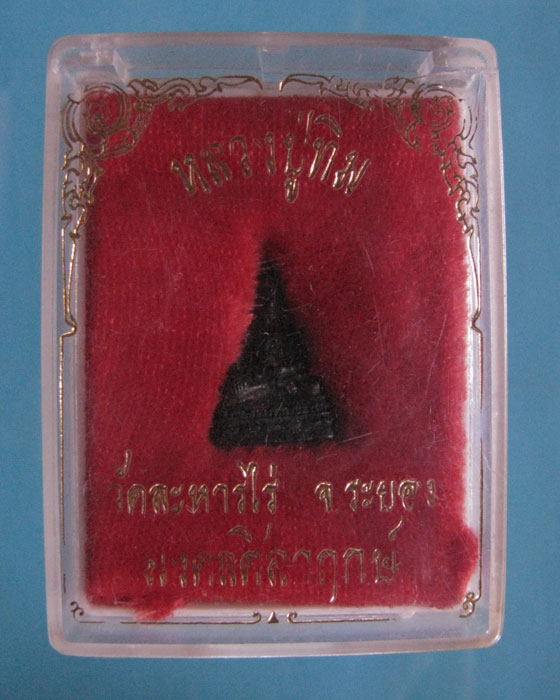 หลวงปู่ทิม
วัดละหารไร่ จ.ระยอง
มงคลศิลาฤกษ์